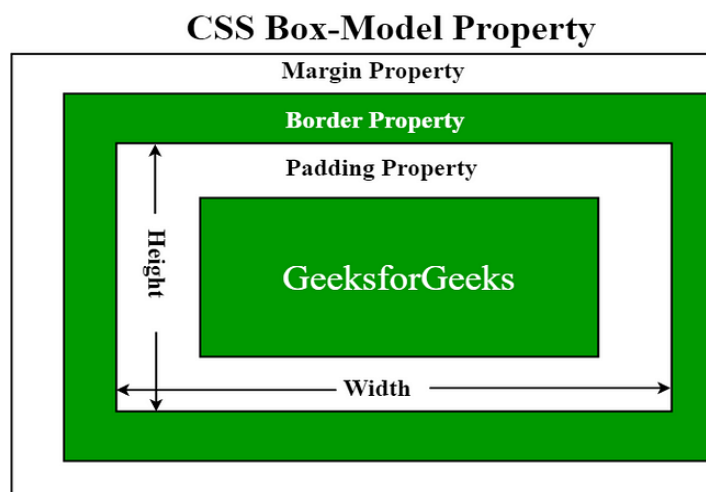 CSS Box-Model Property
Margin Property
Border Property
Padding Property
Height
GeeksforGeeks
Width